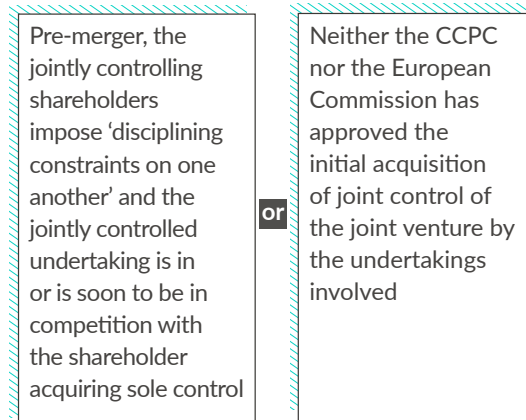 Pre-merger, the
jointly controlling
shareholders
impose ‘disciplining
constraints on one
another’ and the
jointly controlled
undertaking is in
or is soon to be in
competition with
the shareholder
acquiring sole control
or
Neither the CCPC
nor the European
Commission has
approved the
initial acquisition
of joint control of
the joint venture by
the undertakings
involved